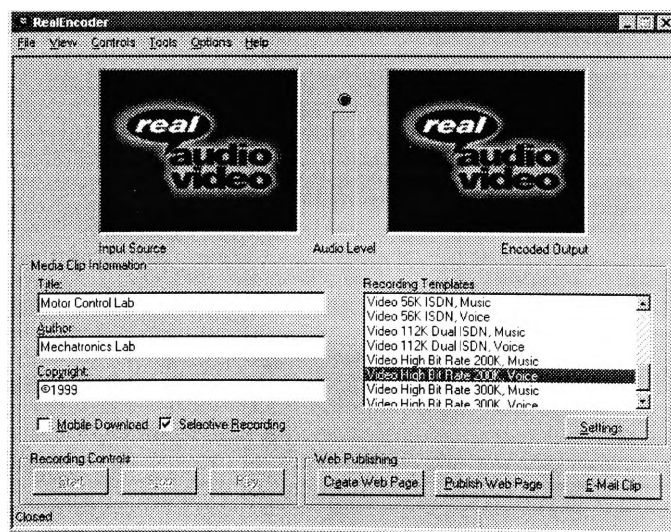 RealEncoder
File View Controls Tools Options Help
real audio video
real audio video
Input Source Audio Level Encoded Output
Media Clip Information
Title:
Motor Control Lab
Author:
Mechatronics Lab
Copyright:
©1999
Mobile Download Selective Recording
Recording Templates
Video 56K ISDN, Music
Video 56K ISDN, Voice
Video 112K Dual ISDN, Music
Video 112K Dual ISDN, Voice
Video High Bit Rate 200K, Music
Video High Bit Rate 200K, Voice
Video High Bit Rate 300K, Music
Video High Bit Rate 300K, Voice
Settings
Recording Controls
Start Stop Play
Web Publishing
Create Web Page Publish Web Page E-Mail Clip
Closed